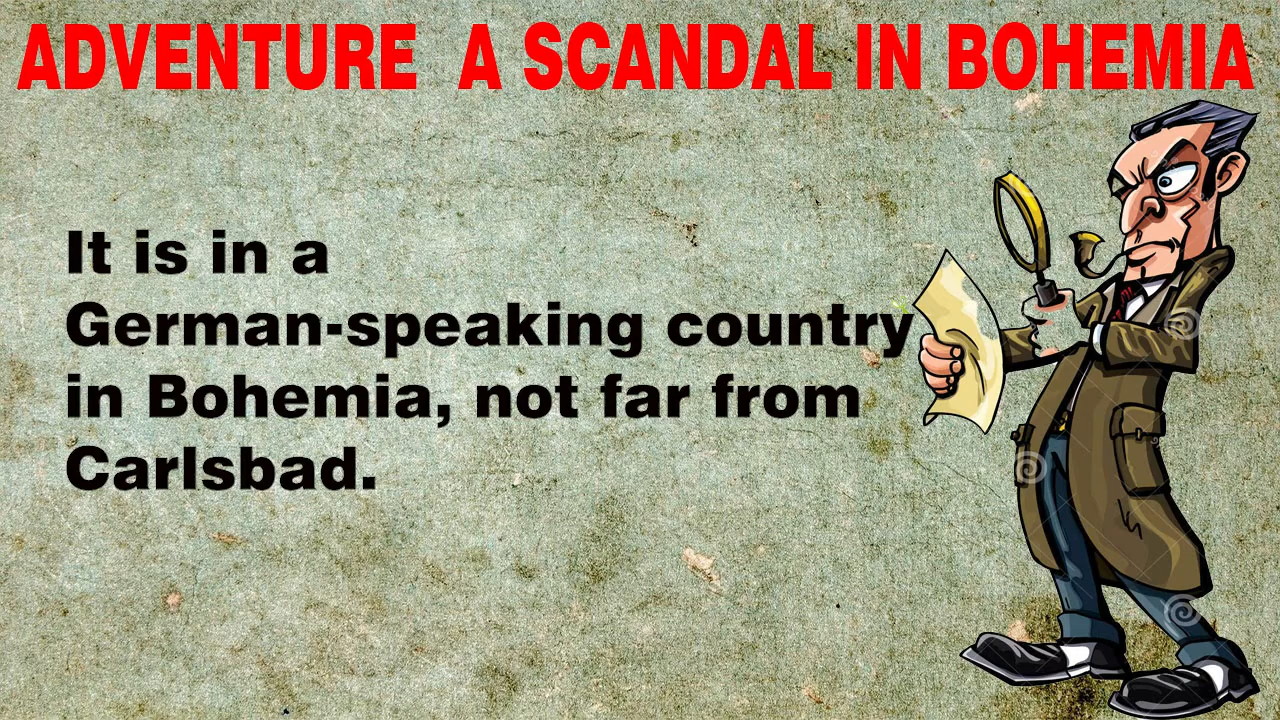 ADVENTURE A SCANDAL IN BOHEMIA
It is in a
German-speaking country
in Bohemia, not far from
Carlsbad.